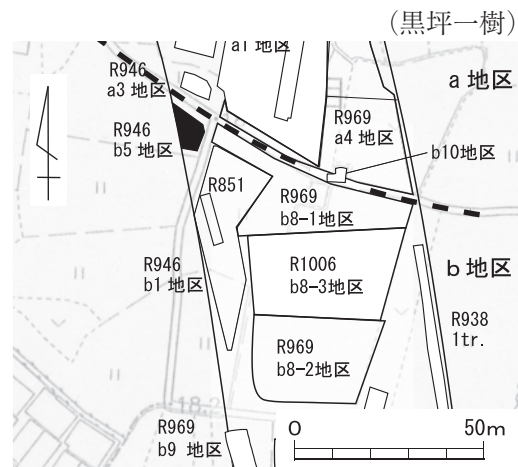 (黒坪一樹)
a1 地区
R946
a3 地区
a 地区
R969
a4 地区
R946
b5 地区
b10地区
R851
R969
b8-1地区
R946
b1 地区
R1006
b8-3地区
b 地区
R938
1tr.
R969
b8-2地区
18.2
R969
b9 地区
0 50m